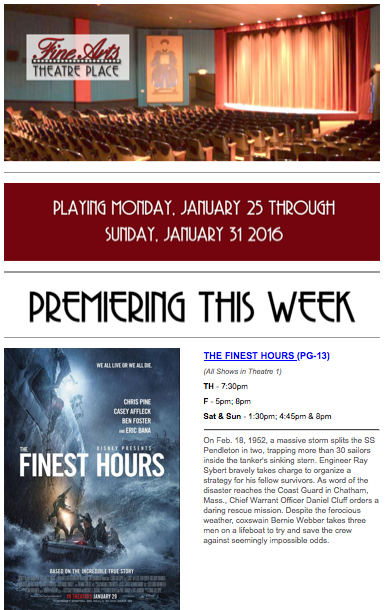 Fine Arts
THEATRE PLACE
PLAYING MONDAY, JANUARY 25 THROUGH
SUNDAY, JANUARY 31 2016
PREMIERING THIS WEEK
WE ALL LIVE OR WE ALL DIE.
CHRIS PINE
CASEY AFFLECK
BEN FOSTER
AND ERIC BANA
DISNEY PRESENTS
THE
FINEST HOURS
BASED ON THE INCREDIBLE TRUE STORY
IN THEATERS JANUARY 29
THE FINEST HOURS (PG-13)
(All Shows in Theatre 1)
TH - 7:30pm
F - 5pm; 8pm
Sat & Sun - 1:30pm; 4:45pm & 8pm
On Feb. 18, 1952, a massive storm splits the SS
Pendleton in two, trapping more than 30 sailors
inside the tanker's sinking stern. Engineer Ray
Sybert bravely takes charge to organize a
strategy for his fellow survivors. As word of the
disaster reaches the Coast Guard in Chatham,
Mass., Chief Warrant Officer Daniel Cluff orders a
daring rescue mission. Despite the ferocious
weather, coxswain Bernie Webber takes three
men on a lifeboat to try and save the crew
against seemingly impossible odds.